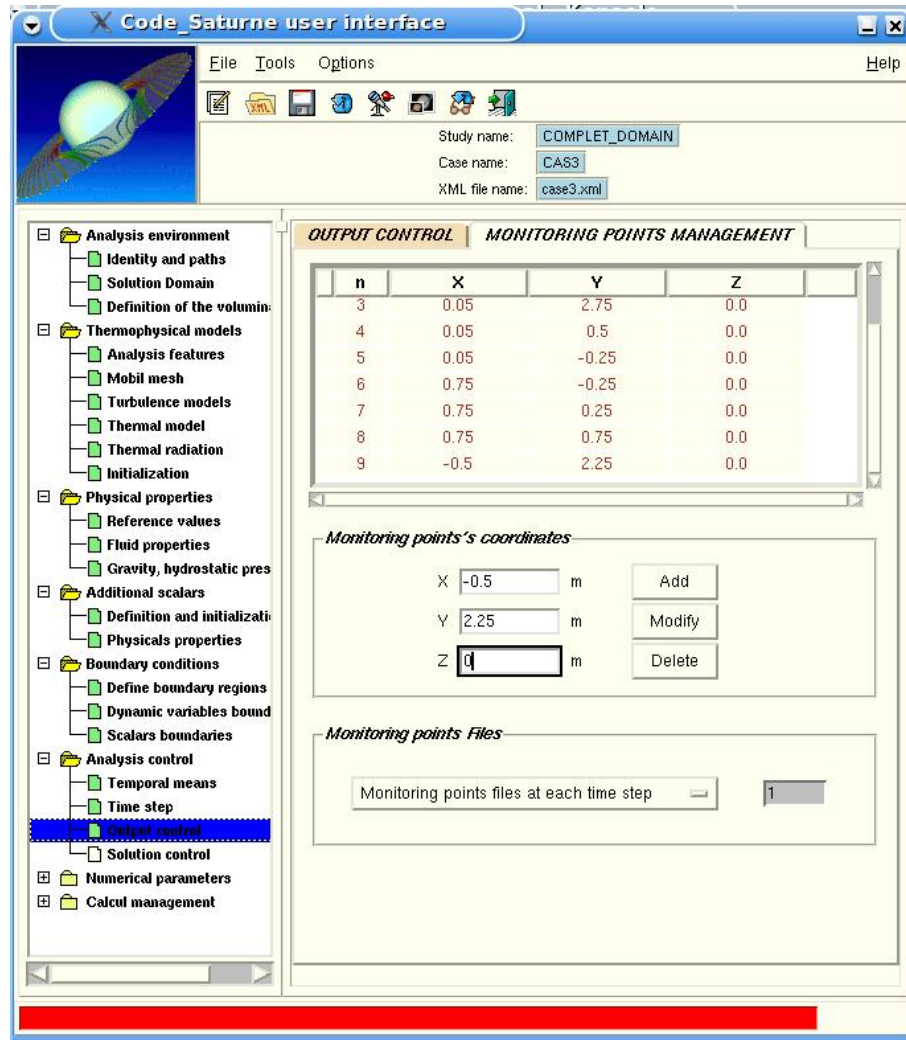 Code_Saturne user interface
File Tools Options Help
Study name: COMPLET_DOMAIN
Case name: CAS3
XML file name: case3.xml
Analysis environment
Identity and paths
Solution Domain
Definition of the volumin
Thermophysical models
Analysis features
Mobil mesh
Turbulence models
Thermal model
Thermal radiation
Initialization
Physical properties
Reference values
Fluid properties
Gravity, hydrostatic pres
Additional scalars
Definition and initializati
Physicals properties
Boundary conditions
Define boundary regions
Dynamic variables bound
Scalars boundaries
Analysis control
Temporal means
Time step
Output control
Solution control
Numerical parameters
Calcul management
OUTPUT CONTROL MONITORING POINTS MANAGEMENT
n X Y Z
3 0.05 2.75 0.0
4 0.05 0.5 0.0
5 0.05 -0.25 0.0
6 0.75 -0.25 0.0
7 0.75 0.25 0.0
8 0.75 0.75 0.0
9 -0.5 2.25 0.0
Monitoring points's coordinates
X -0.5 m Add
Y 2.25 m Modify
Z 0 m Delete
Monitoring points Files
Monitoring points files at each time step 1